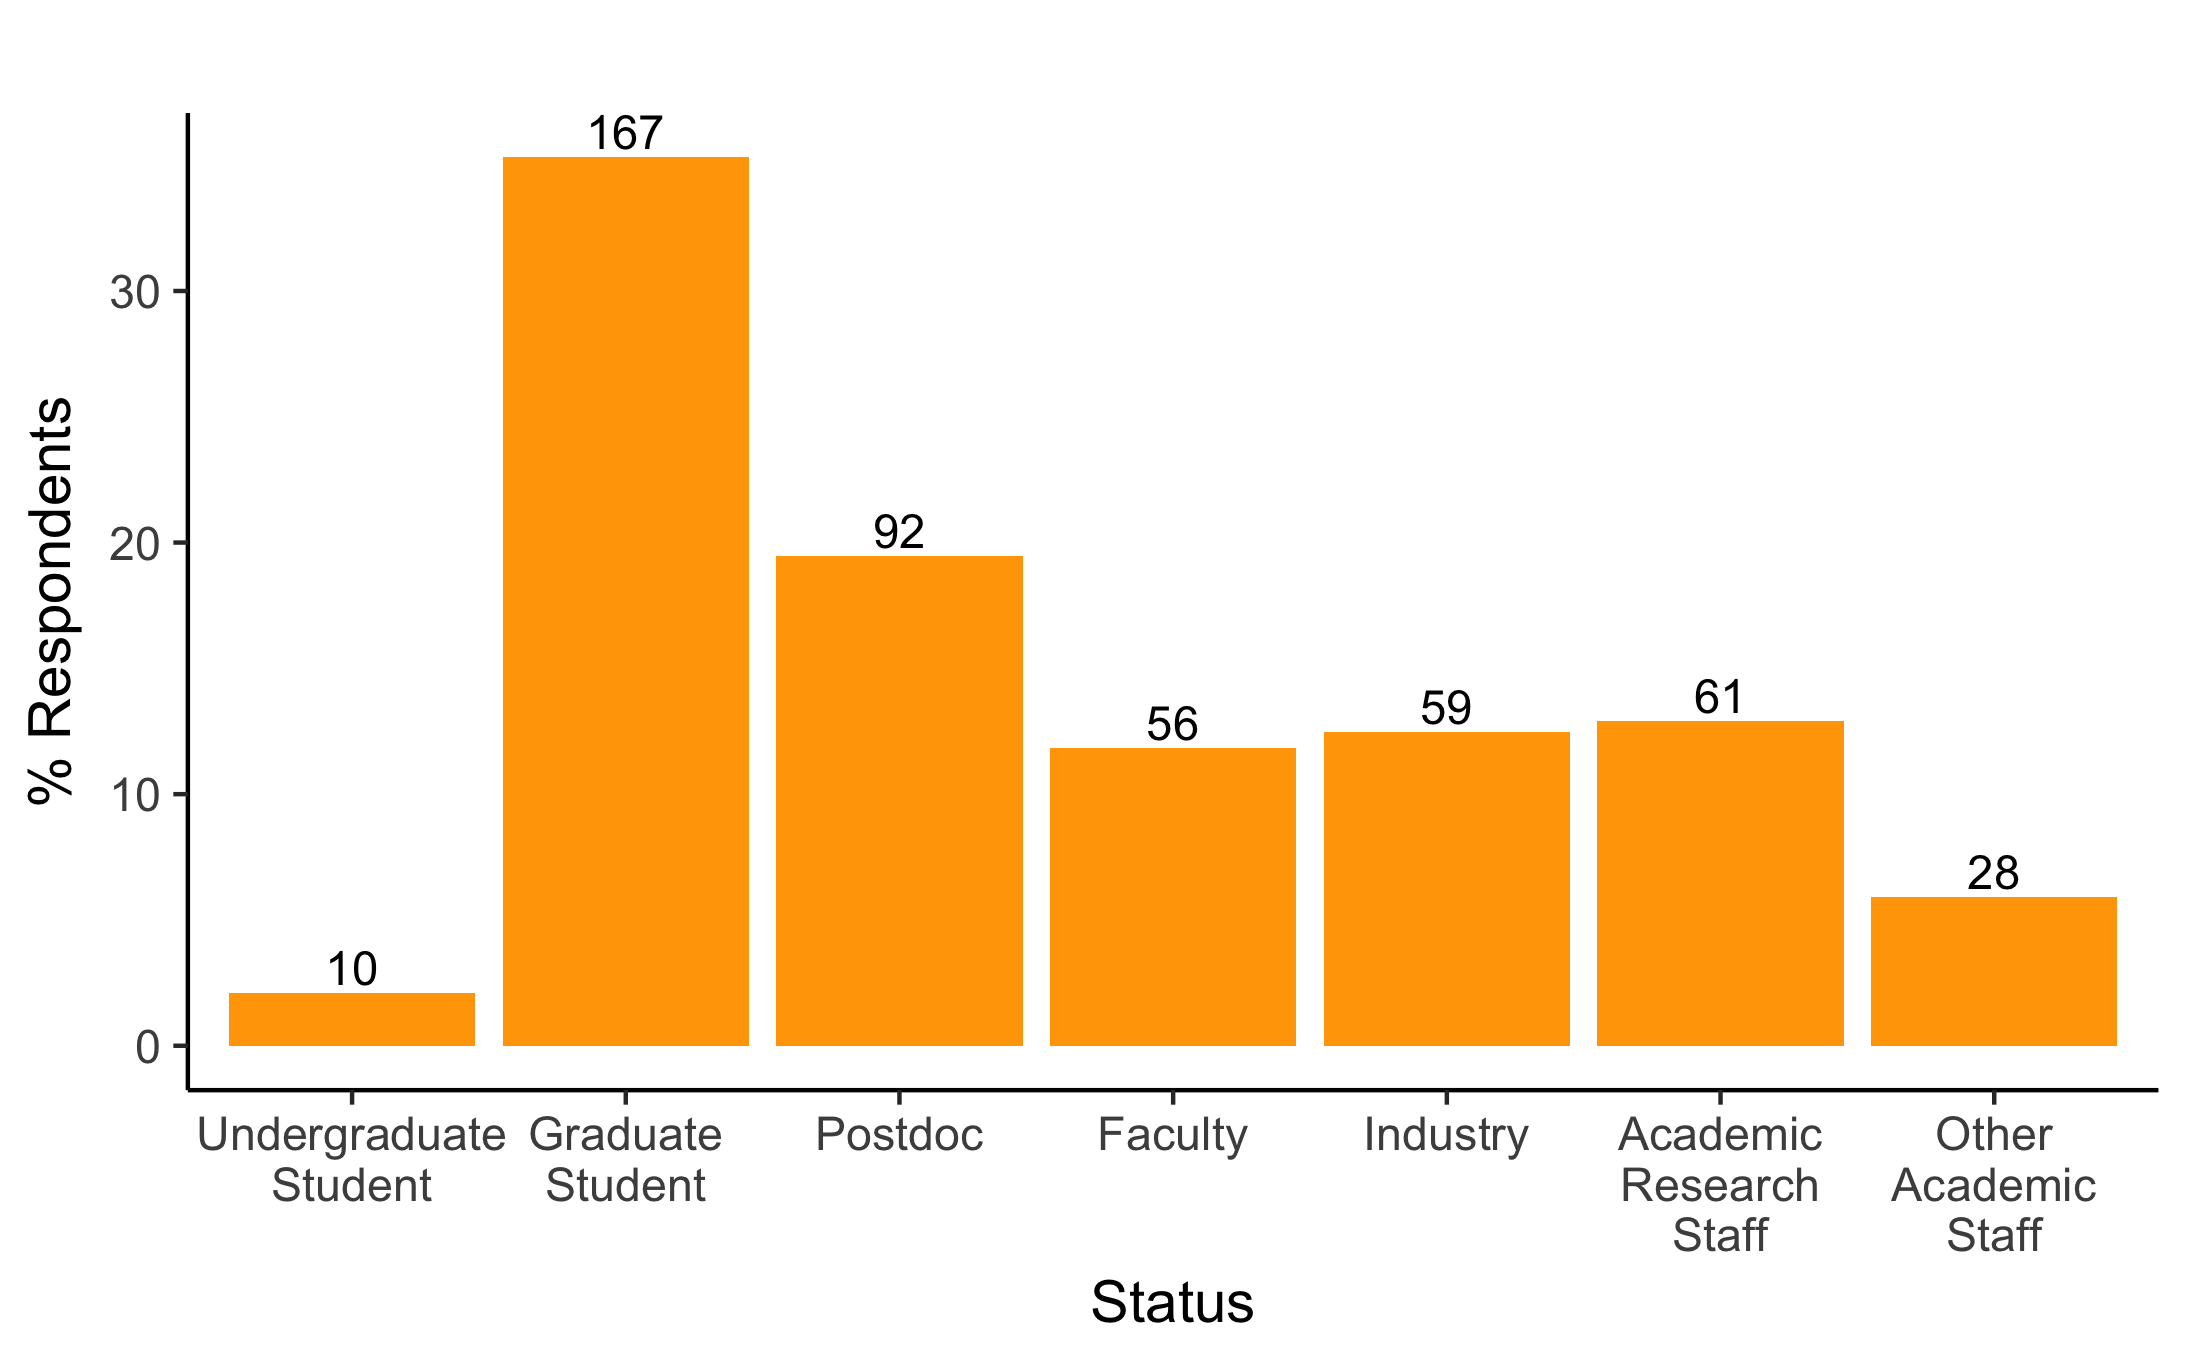 167
30
92
20
61
59
56
10
28
10
0
% Respondents
Undergraduate Student
Graduate Student
Postdoc
Faculty
Industry
Academic Research Staff
Other Academic Staff
Status